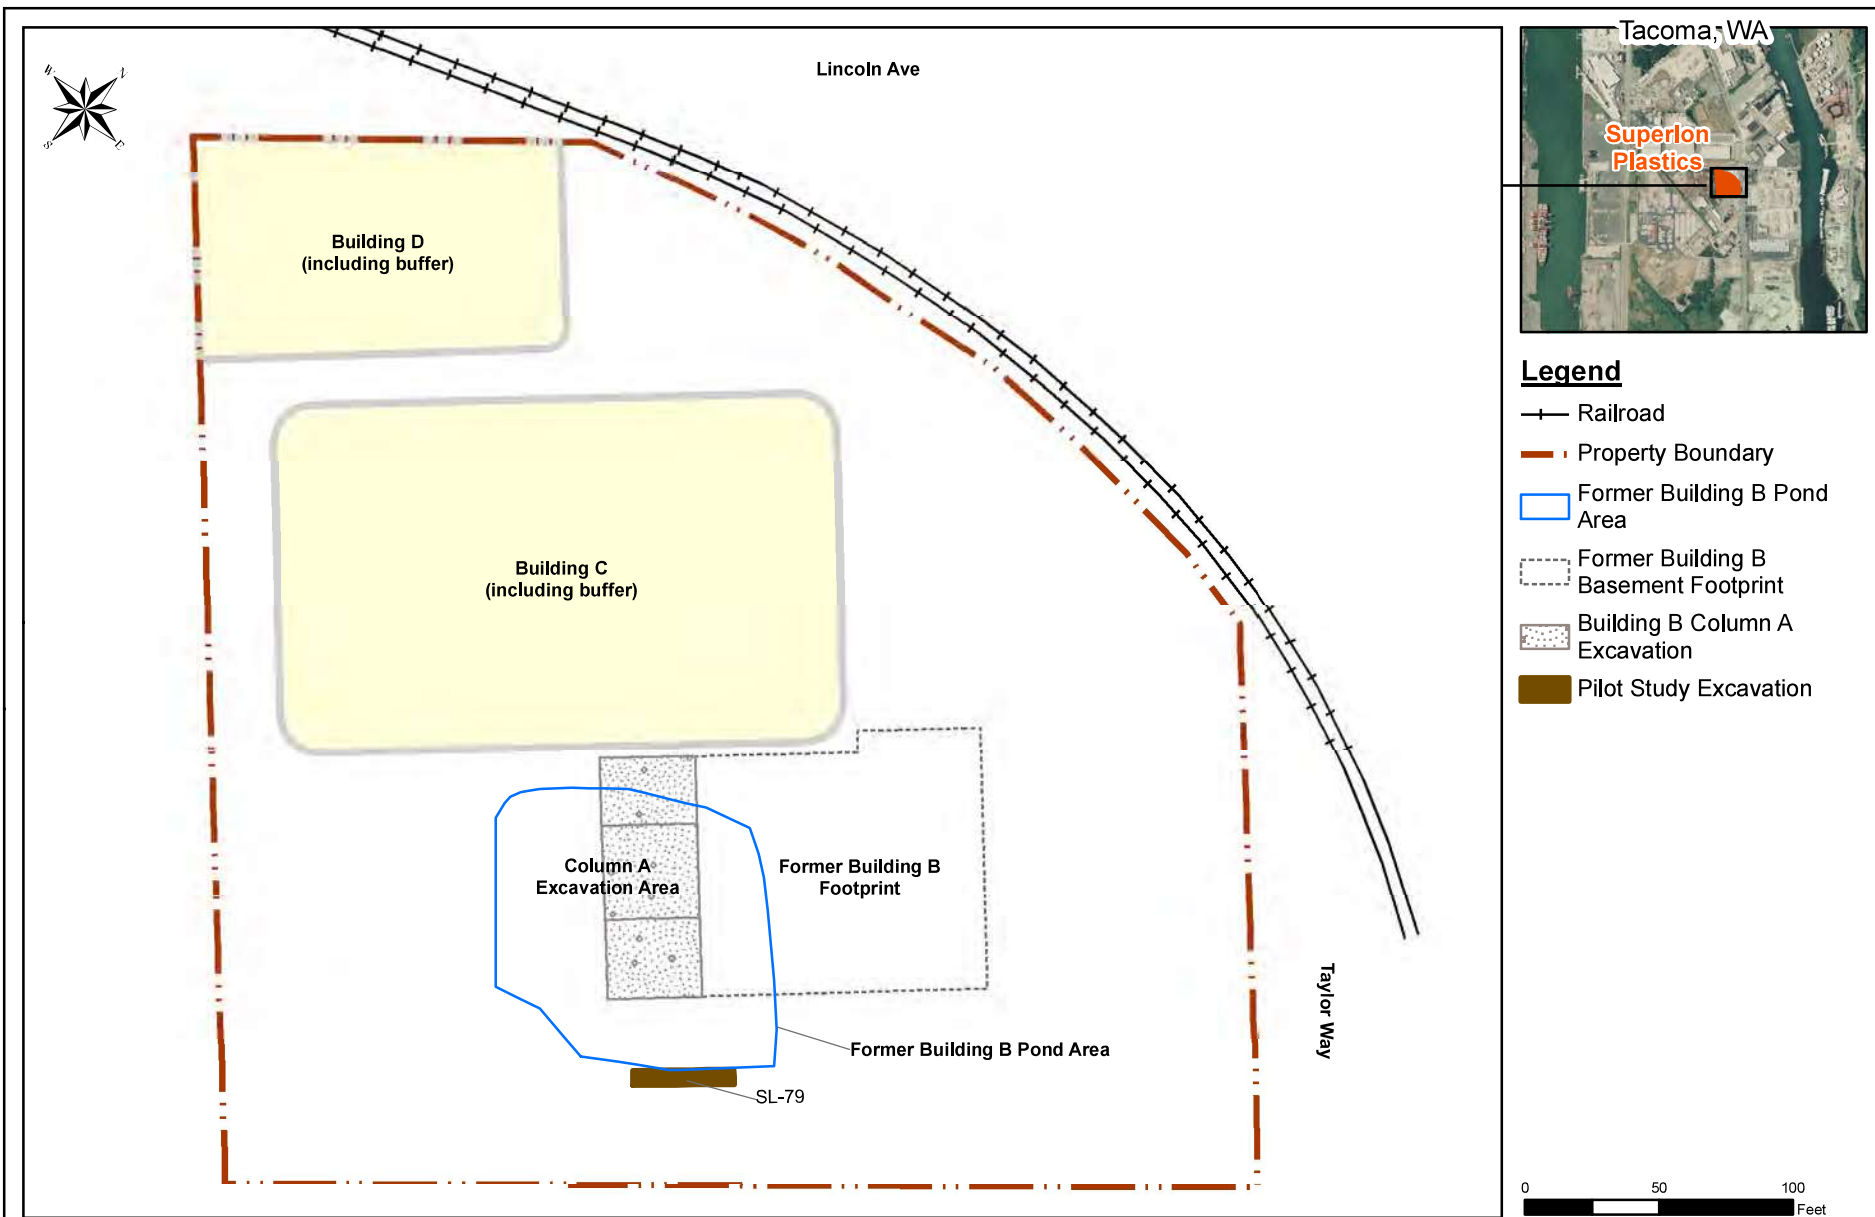 Lincoln Ave
W
N
S
E
Building D
(including buffer)
Building C
(including buffer)
Column A
Excavation Area
Former Building B
Footprint
Former Building B Pond Area
SL-79
Taylor Way
Tacoma, WA
Superlon
Plastics
Legend
Railroad
Property Boundary
Former Building B Pond
Area
Former Building B
Basement Footprint
Building B Column A
Excavation
Pilot Study Excavation
0 50 100
Feet